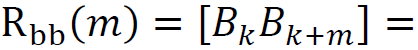 R_bb(m) = [B_k B_{k+m}] =